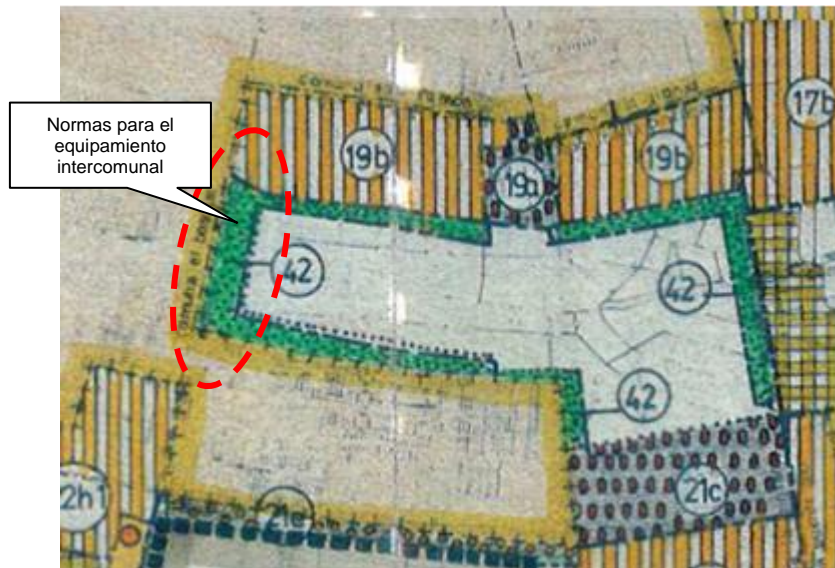 Normas para el
equipamiento
intercomunal
17b
19b
19a
19b
42
42
42
21c
2h1
21e